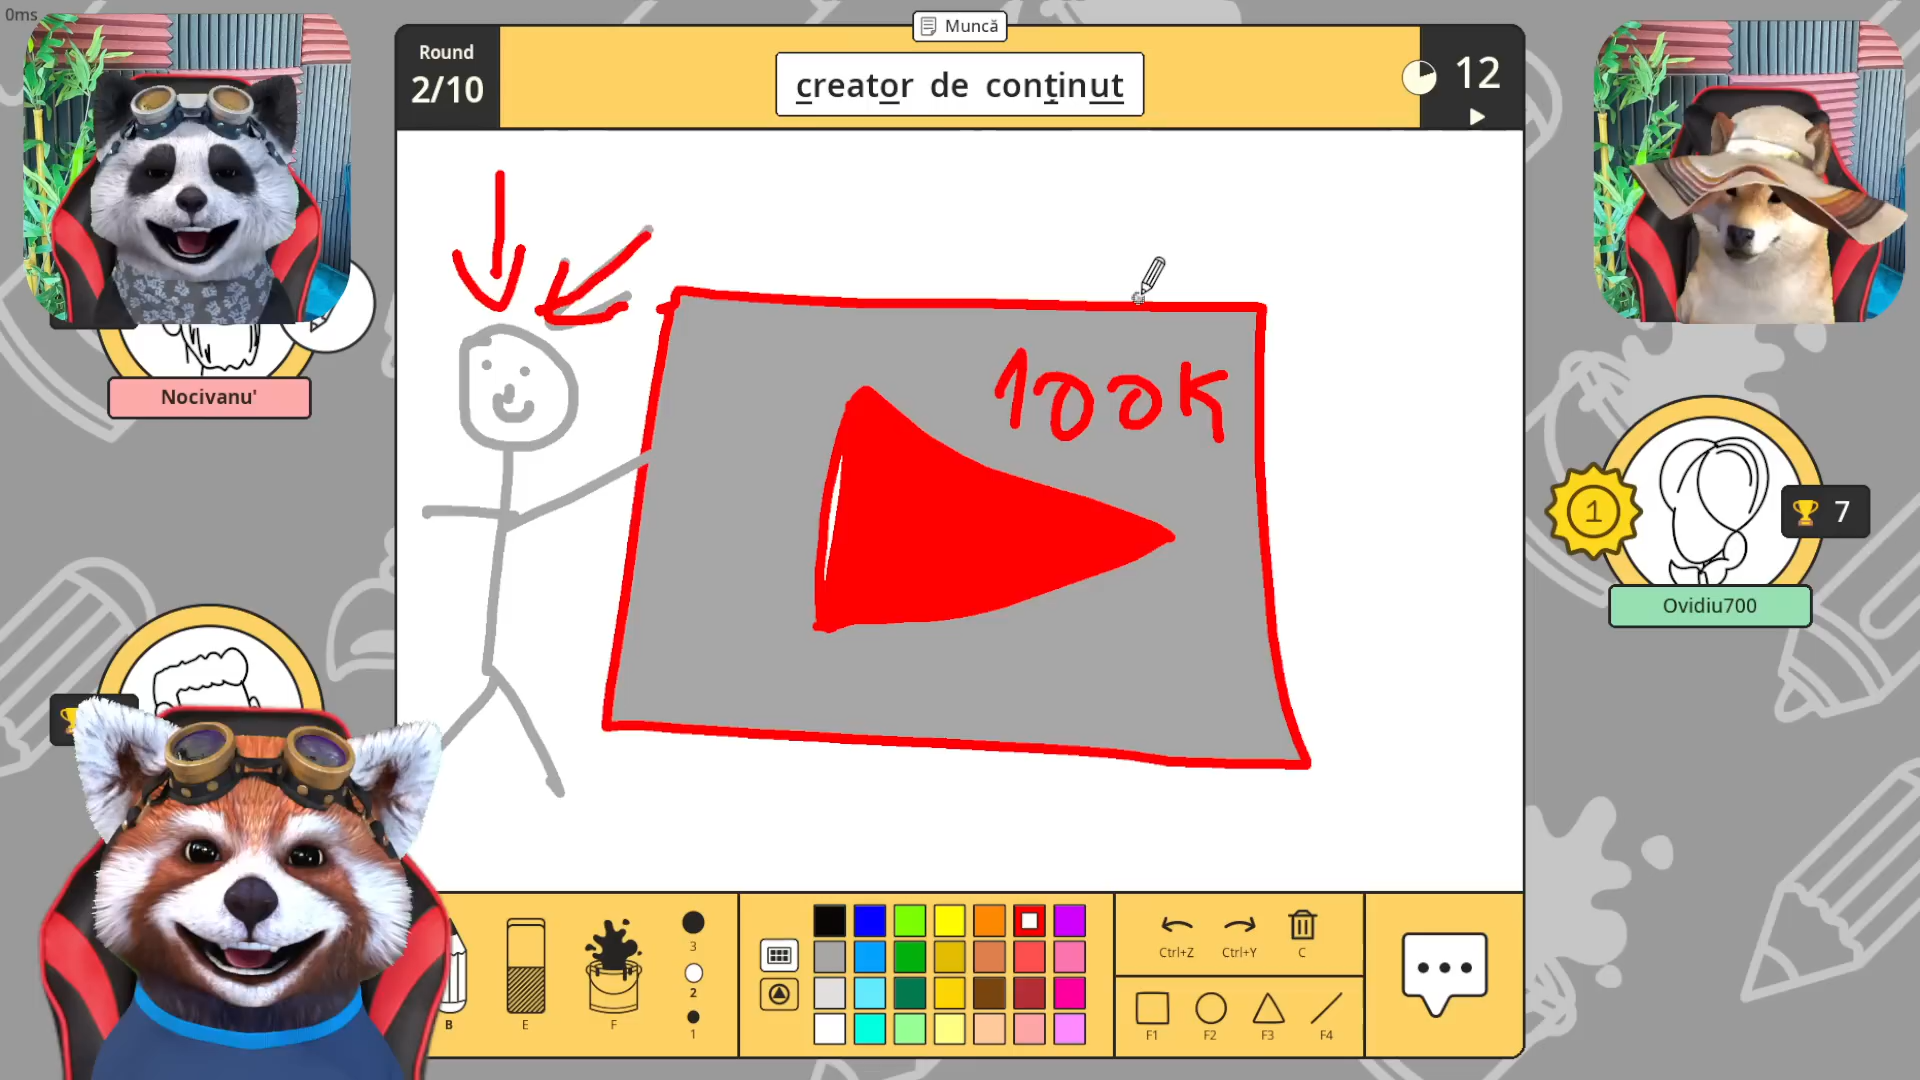 0ms
Muncă
Round
2/10
creator de conținut
12
100K
Nocivanu'
1
7
Ovidiu700
B
E
F
3
2
1
Ctrl+Z
Ctrl+Y
C
F1
F2
F3
F4